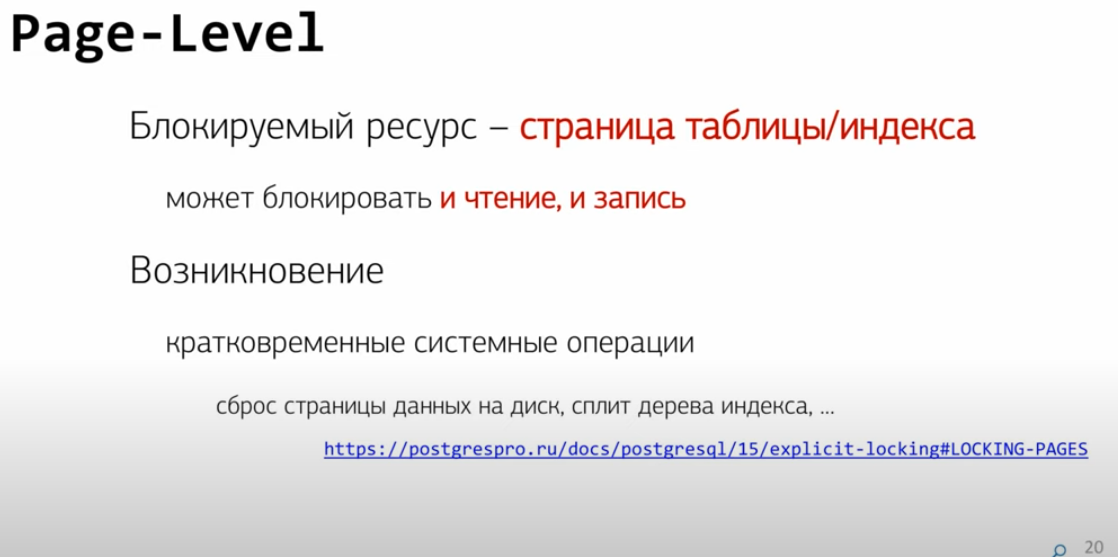 Page-Level
Блокируемый ресурс – страница таблицы/индекса
может блокировать и чтение, и запись
Возникновение
кратковременные системные операции
сброс страницы данных на диск, сплит дерева индекса, ...
https://postgrespro.ru/docs/postgresql/15/explicit-locking#LOCKING-PAGES
20